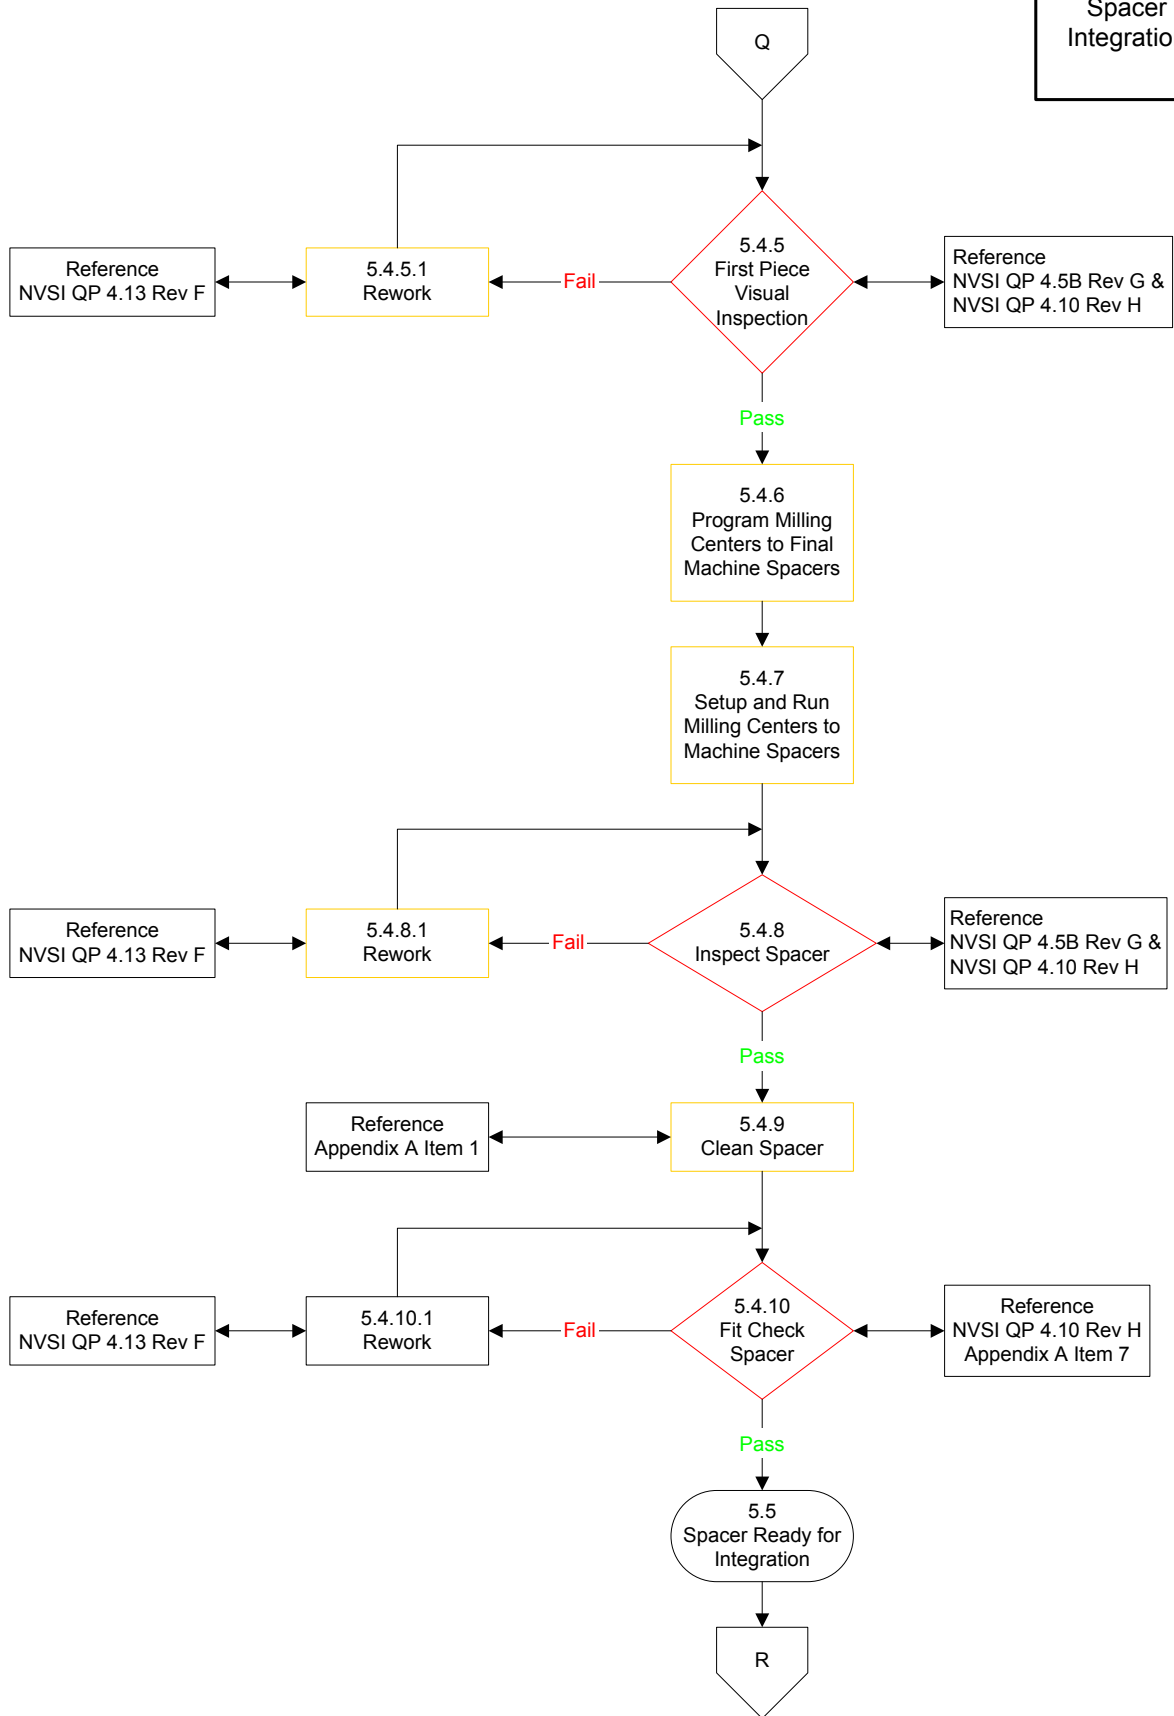 Spacer
Integratio
Q
5.4.5
First Piece
Visual
Inspection
Fail
5.4.5.1
Rework
Reference
NVSI QP 4.13 Rev F
Reference
NVSI QP 4.5B Rev G &
NVSI QP 4.10 Rev H
Pass
5.4.6
Program Milling
Centers to Final
Machine Spacers
5.4.7
Setup and Run
Milling Centers to
Machine Spacers
Reference
NVSI QP 4.13 Rev F
5.4.8.1
Rework
Fail
5.4.8
Inspect Spacer
Reference
NVSI QP 4.5B Rev G &
NVSI QP 4.10 Rev H
Pass
Reference
Appendix A Item 1
5.4.9
Clean Spacer
Reference
NVSI QP 4.13 Rev F
5.4.10.1
Rework
Fail
5.4.10
Fit Check
Spacer
Reference
NVSI QP 4.10 Rev H
Appendix A Item 7
Pass
5.5
Spacer Ready for
Integration
R